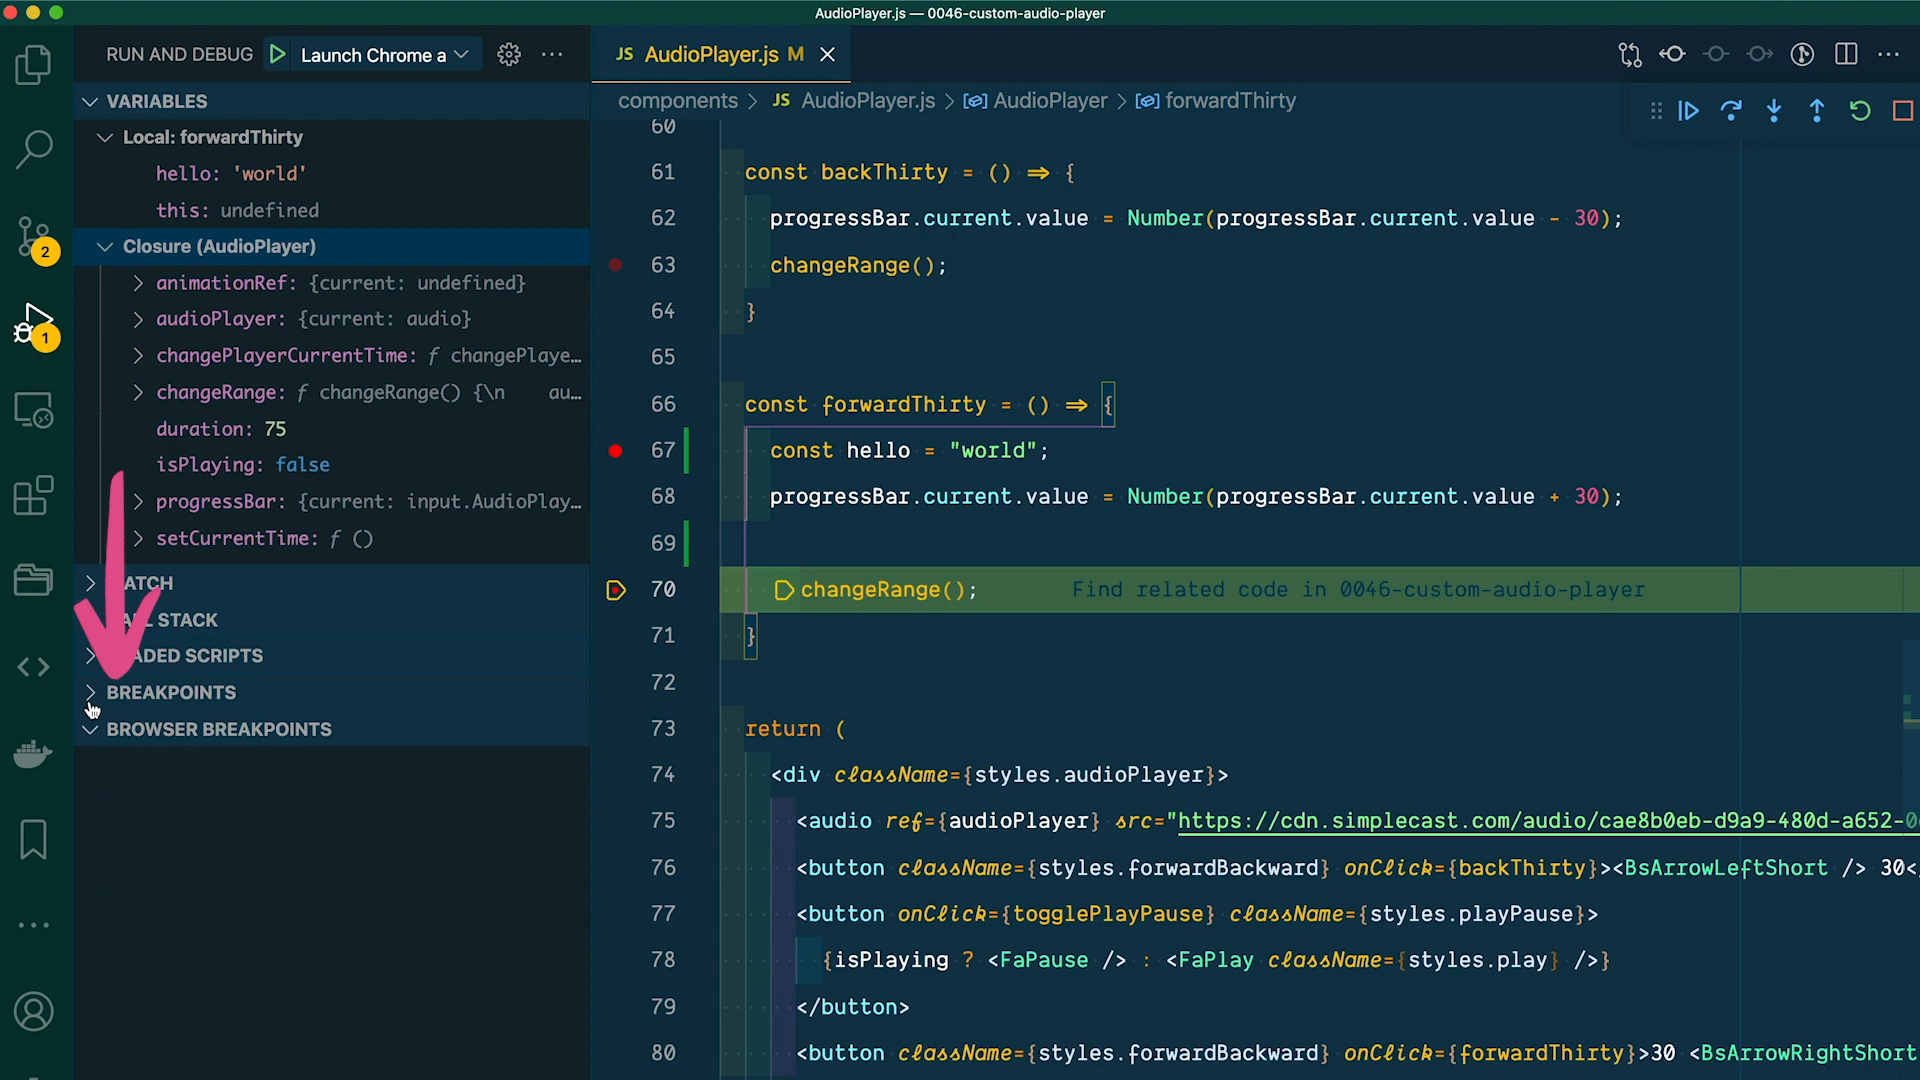 AudioPlayer.js — 0046-custom-audio-player
RUN AND DEBUG
Launch Chrome a
VARIABLES
Local: forwardThirty
hello: 'world'
this: undefined
Closure (AudioPlayer)
animationRef: {current: undefined}
audioPlayer: {current: audio}
changePlayerCurrentTime: ƒ changePlaye…
changeRange: ƒ changeRange() {\n    au…
duration: 75
isPlaying: false
progressBar: {current: input.AudioPlay…
setCurrentTime: ƒ ()
ATCH
STACK
ADED SCRIPTS
BREAKPOINTS
BROWSER BREAKPOINTS
2
1
JS AudioPlayer.js M
components > JS AudioPlayer.js > AudioPlayer > forwardThirty
60
61 const backThirty = () => {
62 progressBar.current.value = Number(progressBar.current.value - 30);
63 changeRange();
64 }
65
66 const forwardThirty = () => {
67 const hello = "world";
68 progressBar.current.value = Number(progressBar.current.value + 30);
69
70 changeRange(); Find related code in 0046-custom-audio-player
71 }
72
73 return (
74 <div className={styles.audioPlayer}>
75 <audio ref={audioPlayer} src="https://cdn.simplecast.com/audio/cae8b0eb-d9a9-480d-a652-0
76 <button className={styles.forwardBackward} onClick={backThirty}><BsArrowLeftShort /> 30<
77 <button onClick={togglePlayPause} className={styles.playPause}>
78 {isPlaying ? <FaPause /> : <FaPlay className={styles.play} />}
79 </button>
80 <button className={styles.forwardBackward} onClick={forwardThirty}>30 <BsArrowRightShort